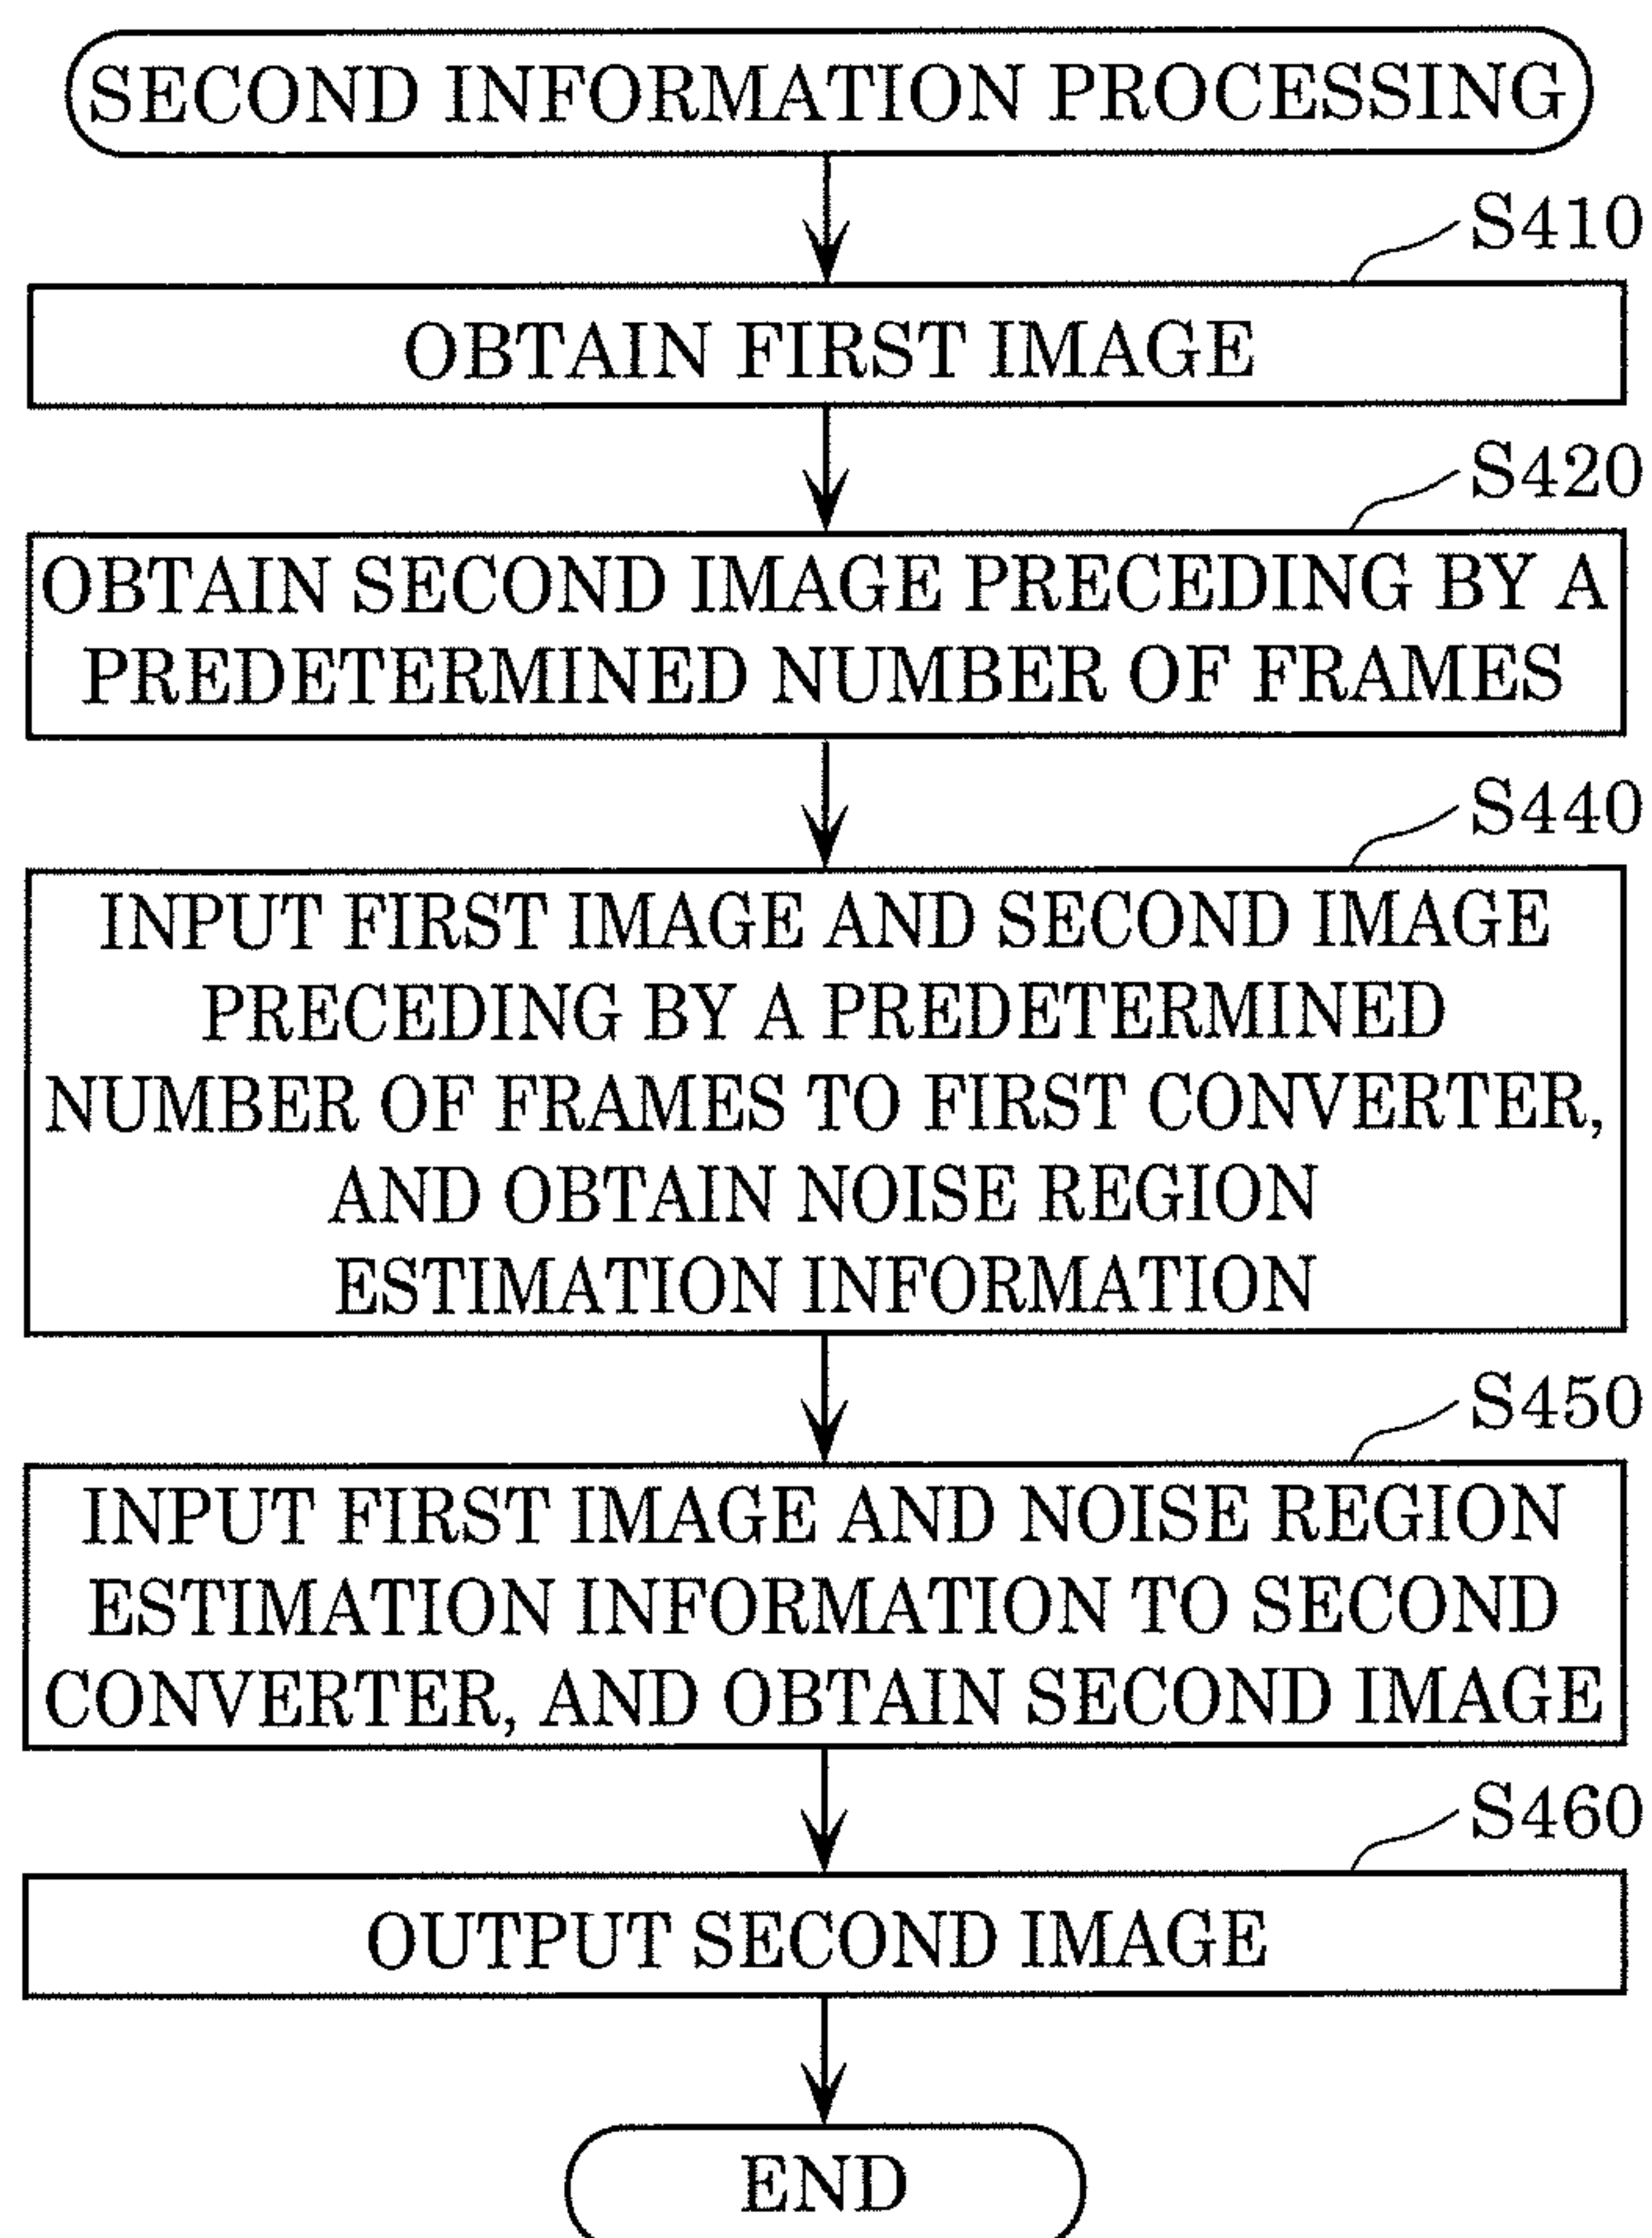 SECOND INFORMATION PROCESSING
S410
OBTAIN FIRST IMAGE
S420
OBTAIN SECOND IMAGE PRECEDING BY A
PREDETERMINED NUMBER OF FRAMES
S440
INPUT FIRST IMAGE AND SECOND IMAGE
PRECEDING BY A PREDETERMINED
NUMBER OF FRAMES TO FIRST CONVERTER,
AND OBTAIN NOISE REGION
ESTIMATION INFORMATION
S450
INPUT FIRST IMAGE AND NOISE REGION
ESTIMATION INFORMATION TO SECOND
CONVERTER, AND OBTAIN SECOND IMAGE
S460
OUTPUT SECOND IMAGE
END